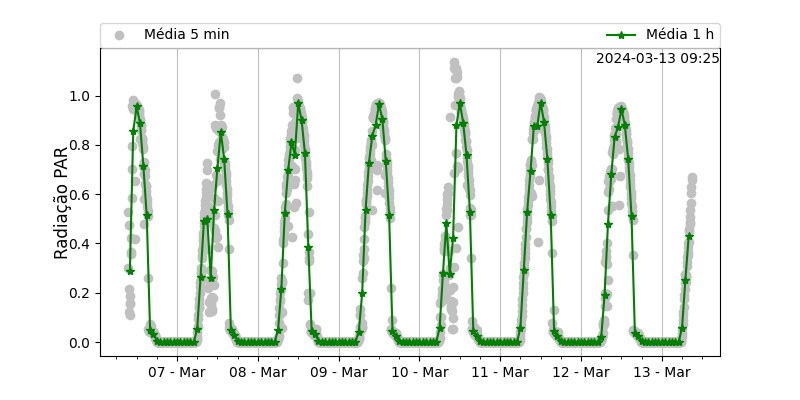 Média 5 min
Média 1 h
2024-03-13 09:25
Radiação PAR
1.0
0.8
0.6
0.4
0.2
0.0
07 - Mar
08 - Mar
09 - Mar
10 - Mar
11 - Mar
12 - Mar
13 - Mar